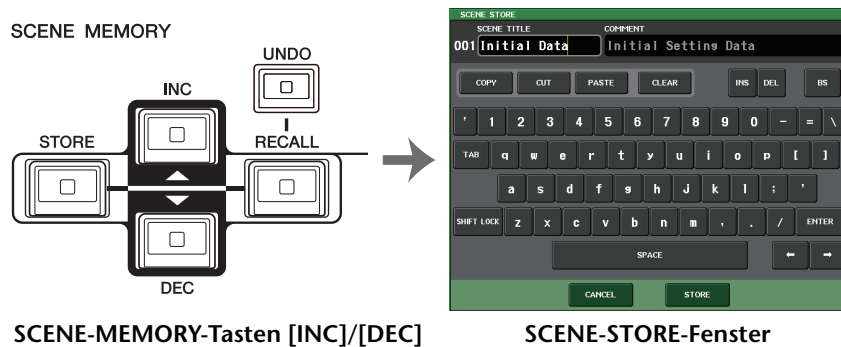 SCENE MEMORY
UNDO
INC
STORE
RECALL
DEC
SCENE-MEMORY-Tasten [INC]/[DEC]
SCENE STORE
SCENE TITLE COMMENT
001 Initial Data Initial Setting Data
COPY CUT PASTE CLEAR INS DEL BS
' 1 2 3 4 5 6 7 8 9 0 - = \
TAB q w e r t y u i o p [ ]
a s d f g h j k l ; '
SHIFT LOCK z x c v b n m , . / ENTER
SPACE ← →
CANCEL STORE
SCENE-STORE-Fenster